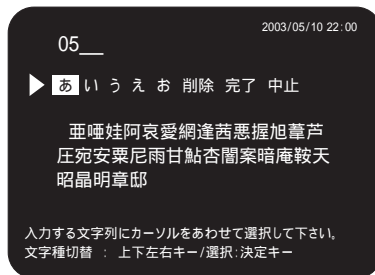 2003/05/10 22:00
05__
▶ あ い う え お 削除 完了 中止
亜唖娃阿哀愛網逢茜悪握旭葦芦
圧宛安粟尼雨甘鮎杏闇案暗庵鞍天
昭晶明章邸
入力する文字列にカーソルをあわせて選択して下さい。
文字種切替 : 上下左右キー/選択:決定キー